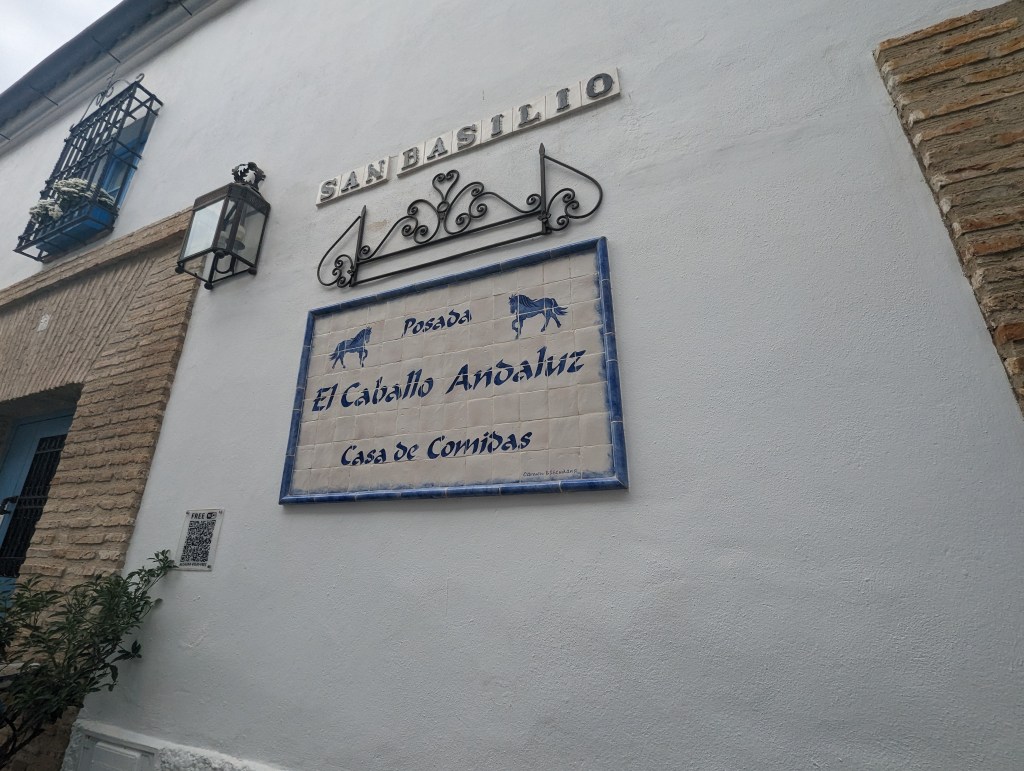 SAN BASILIO
Posada
El Caballo Andaluz
Casa de Comidas
FREE